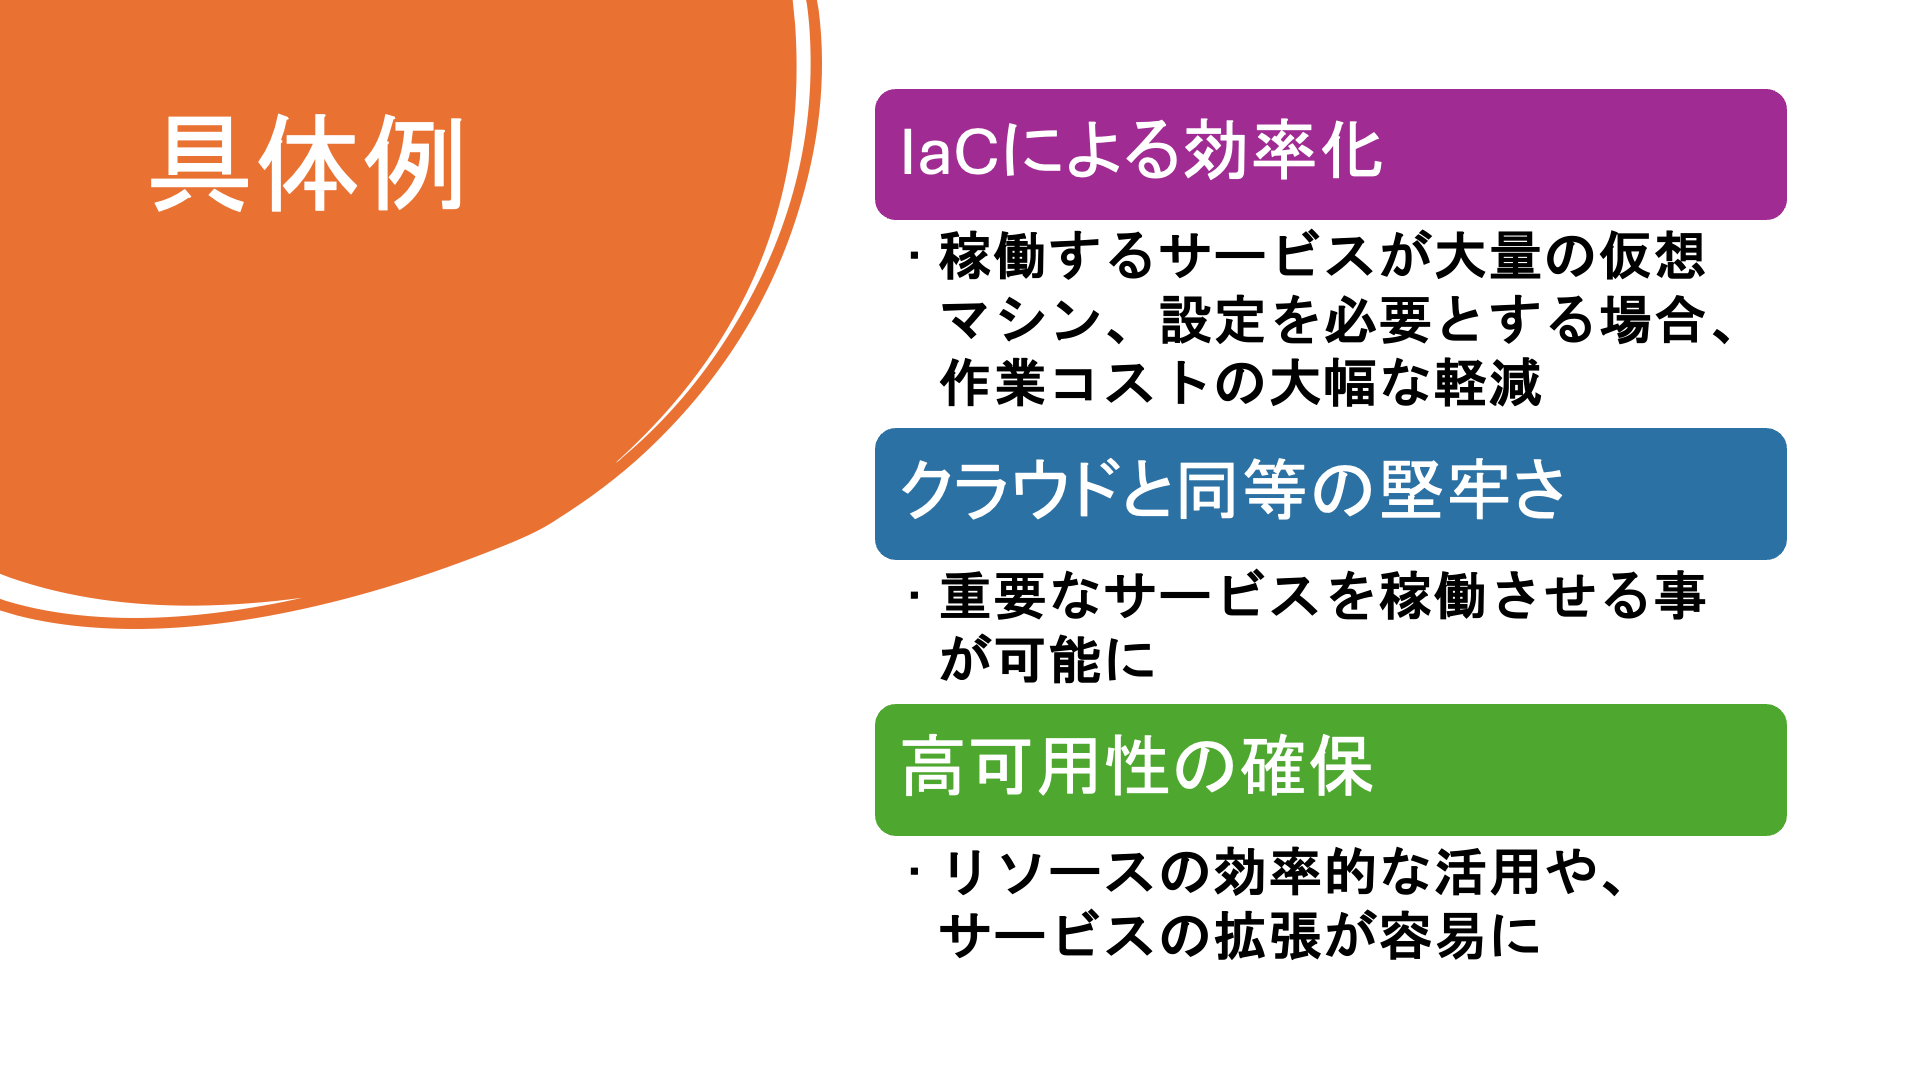 具体例
IaCによる効率化
・稼働するサービスが大量の仮想
マシン、設定を必要とする場合、
作業コストの大幅な軽減
クラウドと同等の堅牢さ
・重要なサービスを稼働させる事
が可能に
高可用性の確保
・リソースの効率的な活用や、
サービスの拡張が容易に